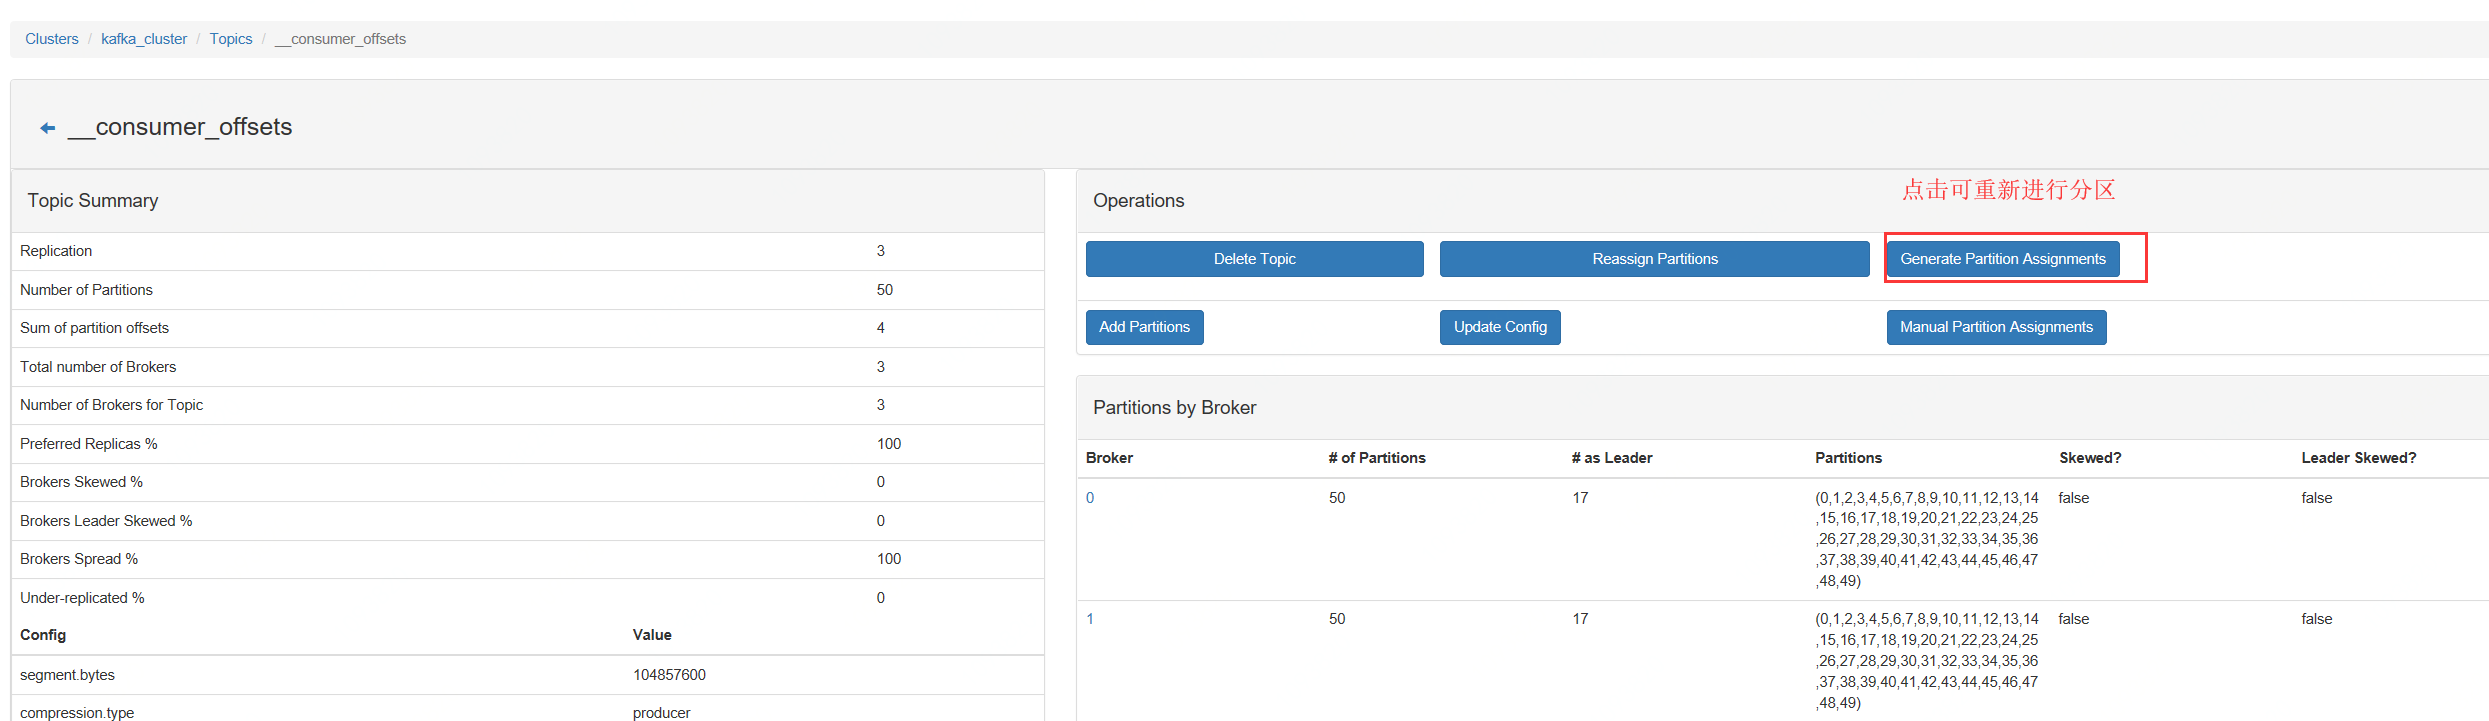 Clusters / kafka_cluster / Topics / __consumer_offsets
__consumer_offsets
Topic Summary
Replication 3
Number of Partitions 50
Sum of partition offsets 4
Total number of Brokers 3
Number of Brokers for Topic 3
Preferred Replicas % 100
Brokers Skewed % 0
Brokers Leader Skewed % 0
Brokers Spread % 100
Under-replicated % 0
Config Value
segment.bytes 104857600
compression.type producer
Operations
点击可重新进行分区
Delete Topic Reassign Partitions Generate Partition Assignments
Add Partitions Update Config Manual Partition Assignments
Partitions by Broker
Broker # of Partitions # as Leader Partitions Skewed? Leader Skewed?
0 50 17 (0,1,2,3,4,5,6,7,8,9,10,11,12,13,14 false false
,15,16,17,18,19,20,21,22,23,24,25
,26,27,28,29,30,31,32,33,34,35,36
,37,38,39,40,41,42,43,44,45,46,47
,48,49)
1 50 17 (0,1,2,3,4,5,6,7,8,9,10,11,12,13,14 false false
,15,16,17,18,19,20,21,22,23,24,25
,26,27,28,29,30,31,32,33,34,35,36
,37,38,39,40,41,42,43,44,45,46,47
,48,49)